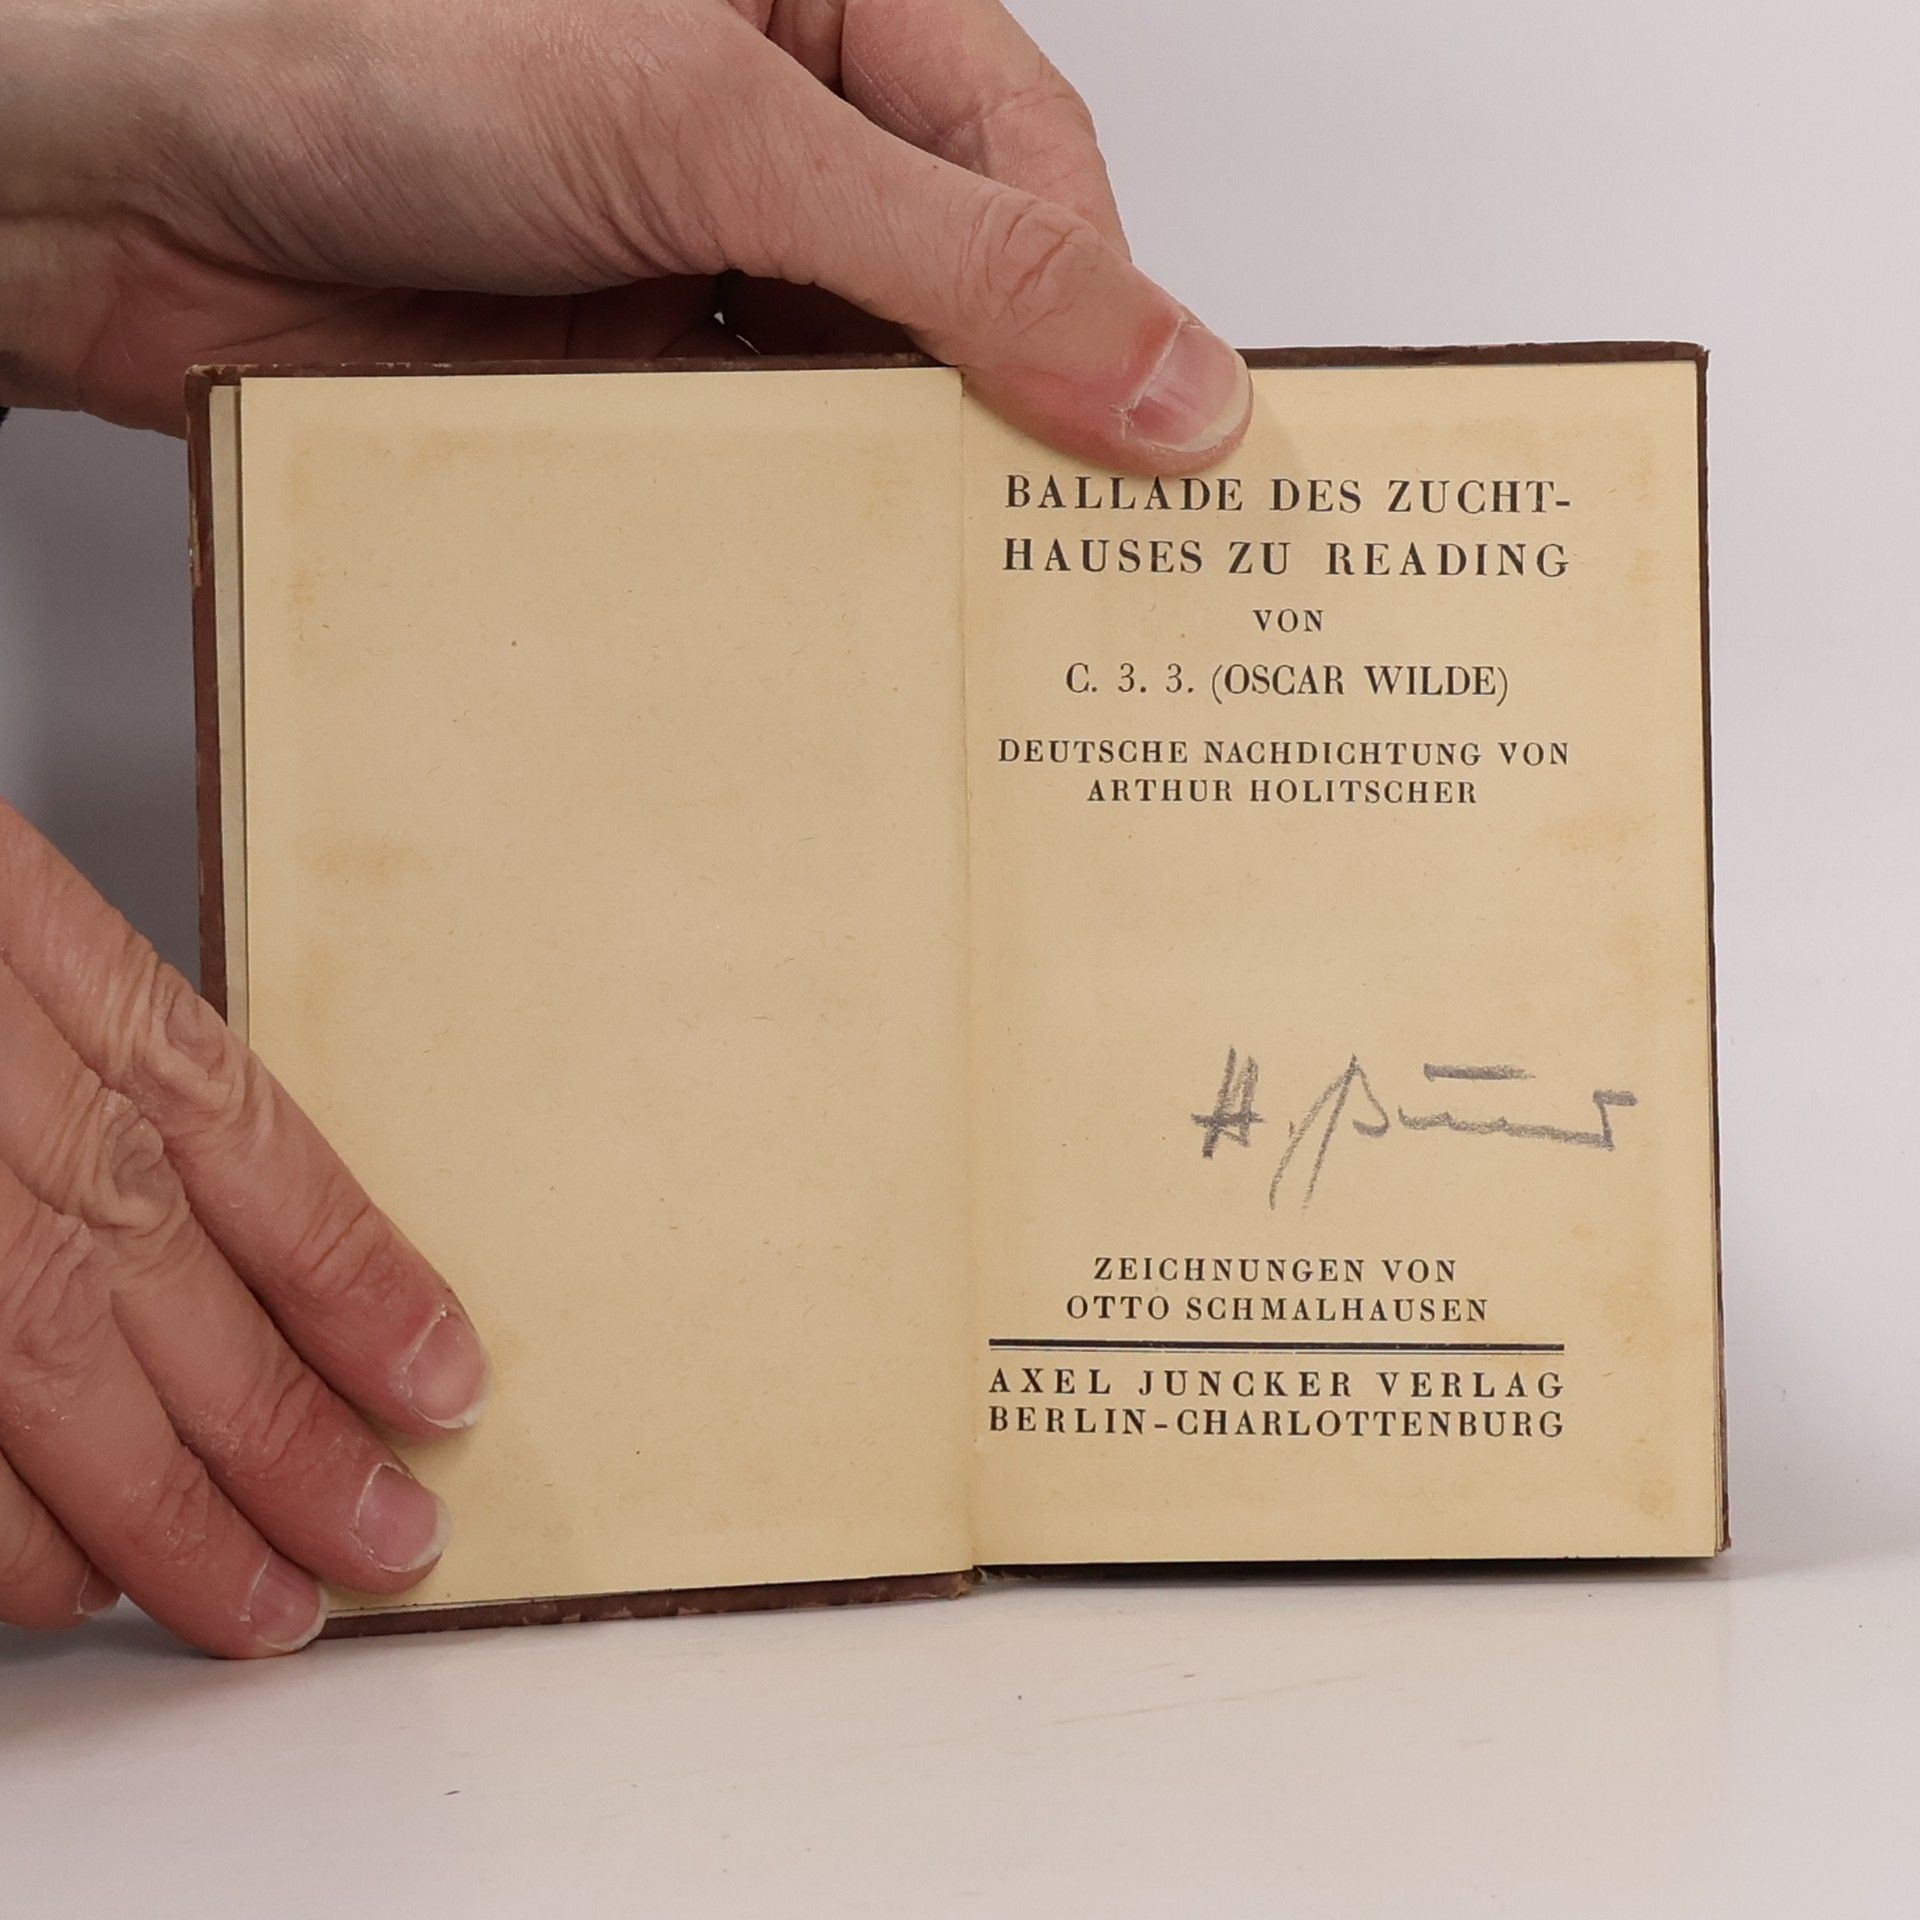 BALLADE DES ZUCHT-
HAUSES ZU READING
VON
C. 3. 3. (OSCAR WILDE)
DEUTSCHE NACHDICHTUNG VON
ARTHUR HOLITSCHER
ZEICHNUNGEN VON
OTTO SCHMALHAUSEN
AXEL JUNCKER VERLAG
BERLIN-CHARLOTTENBURG